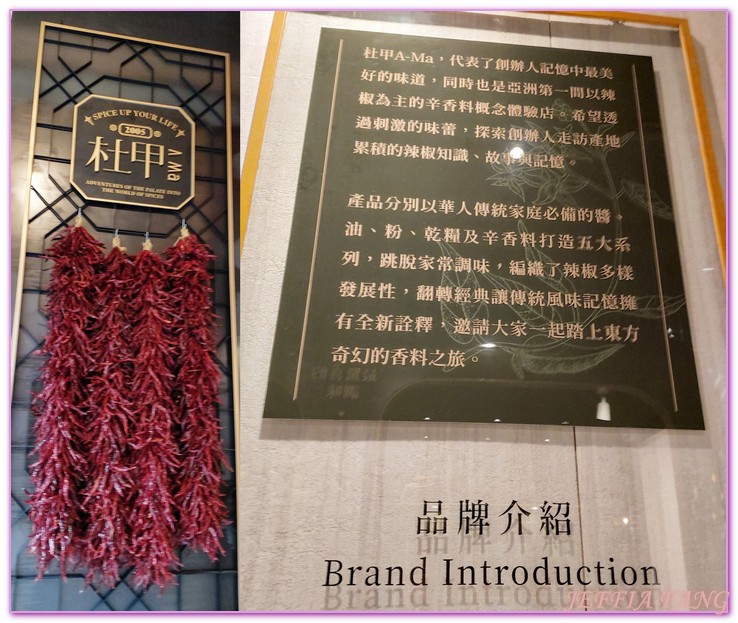 SPICE UP YOUR LIFE
2005
杜甲
A Ma
ADVENTURES OF THE PALATE INTO
THE WORLD OF SPICES
杜甲A-Ma，代表了創辦人記憶中最美
好的味道，同時也是亞洲第一間以辣
椒為主的辛香料概念體驗店。希望透
過刺激的味蕾，探索創辦人走訪產地
累積的辣椒知識、故事與記憶。
產品分別以華人傳統家庭必備的醬、
油、粉、乾糧及辛香料打造五大系
列，跳脫家常調味，編織了辣椒多樣
發展性，翻轉經典讓傳統風味記憶擁
有全新詮釋，邀請大家一起踏上東方
奇幻的香料之旅。
品牌介紹
Brand Introduction
JEFFIA FANG